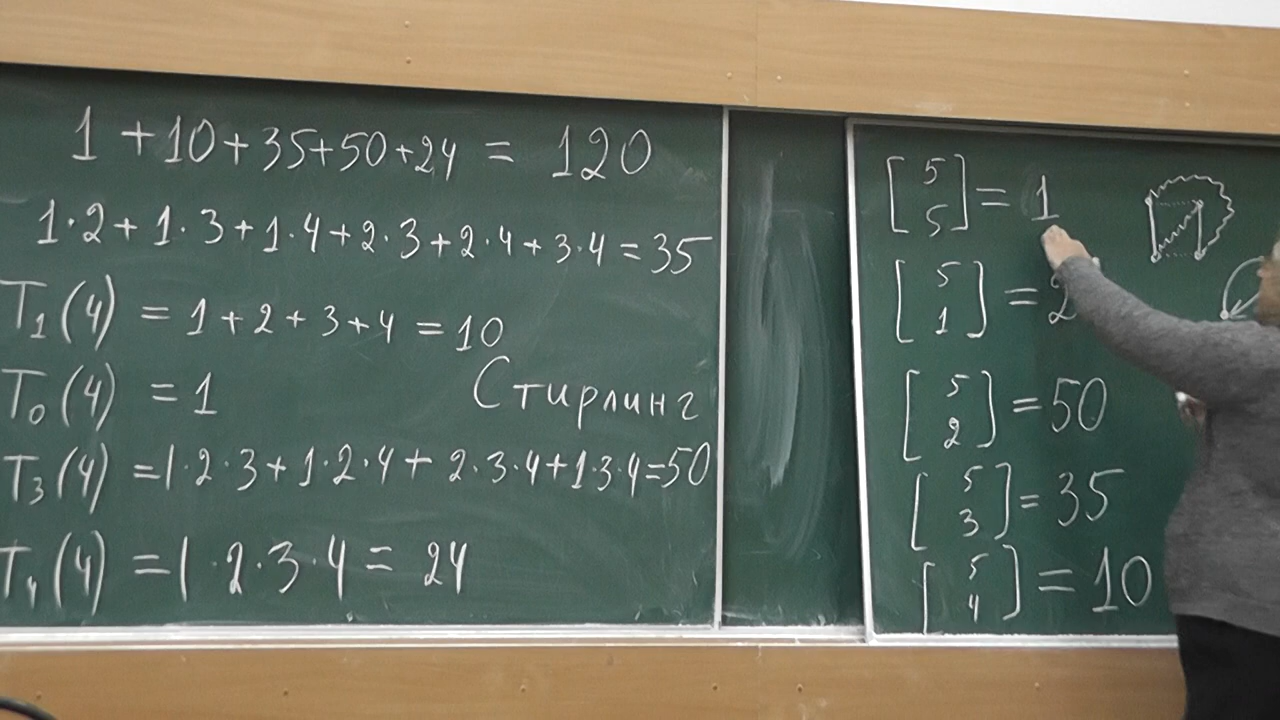 1 + 10 + 35 + 50 + 24 = 120
1·2 + 1·3 + 1·4 + 2·3 + 2·4 + 3·4 = 35
T₁(4) = 1 + 2 + 3 + 4 = 10
T₀(4) = 1
Стирлинг
T₃(4) = 1·2·3 + 1·2·4 + 2·3·4 + 1·3·4 = 50
T₄(4) = 1·2·3·4 = 24
[5 5] = 1
[5 1] = 2
[5 2] = 50
[5 3] = 35
[5 4] = 10